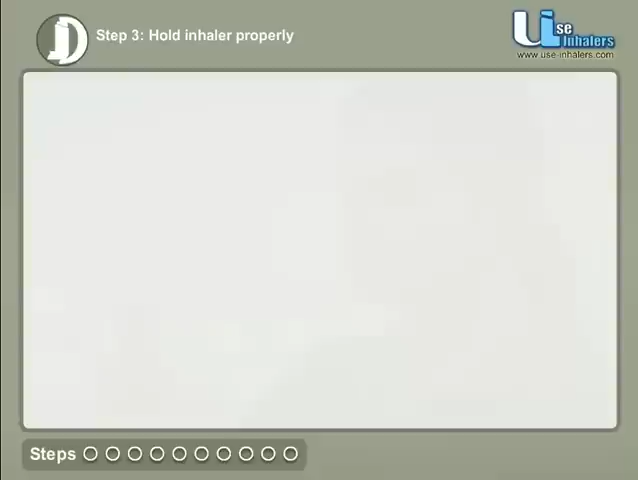 Step 3: Hold inhaler properly
Use
Inhalers
www.use-inhalers.com
Steps